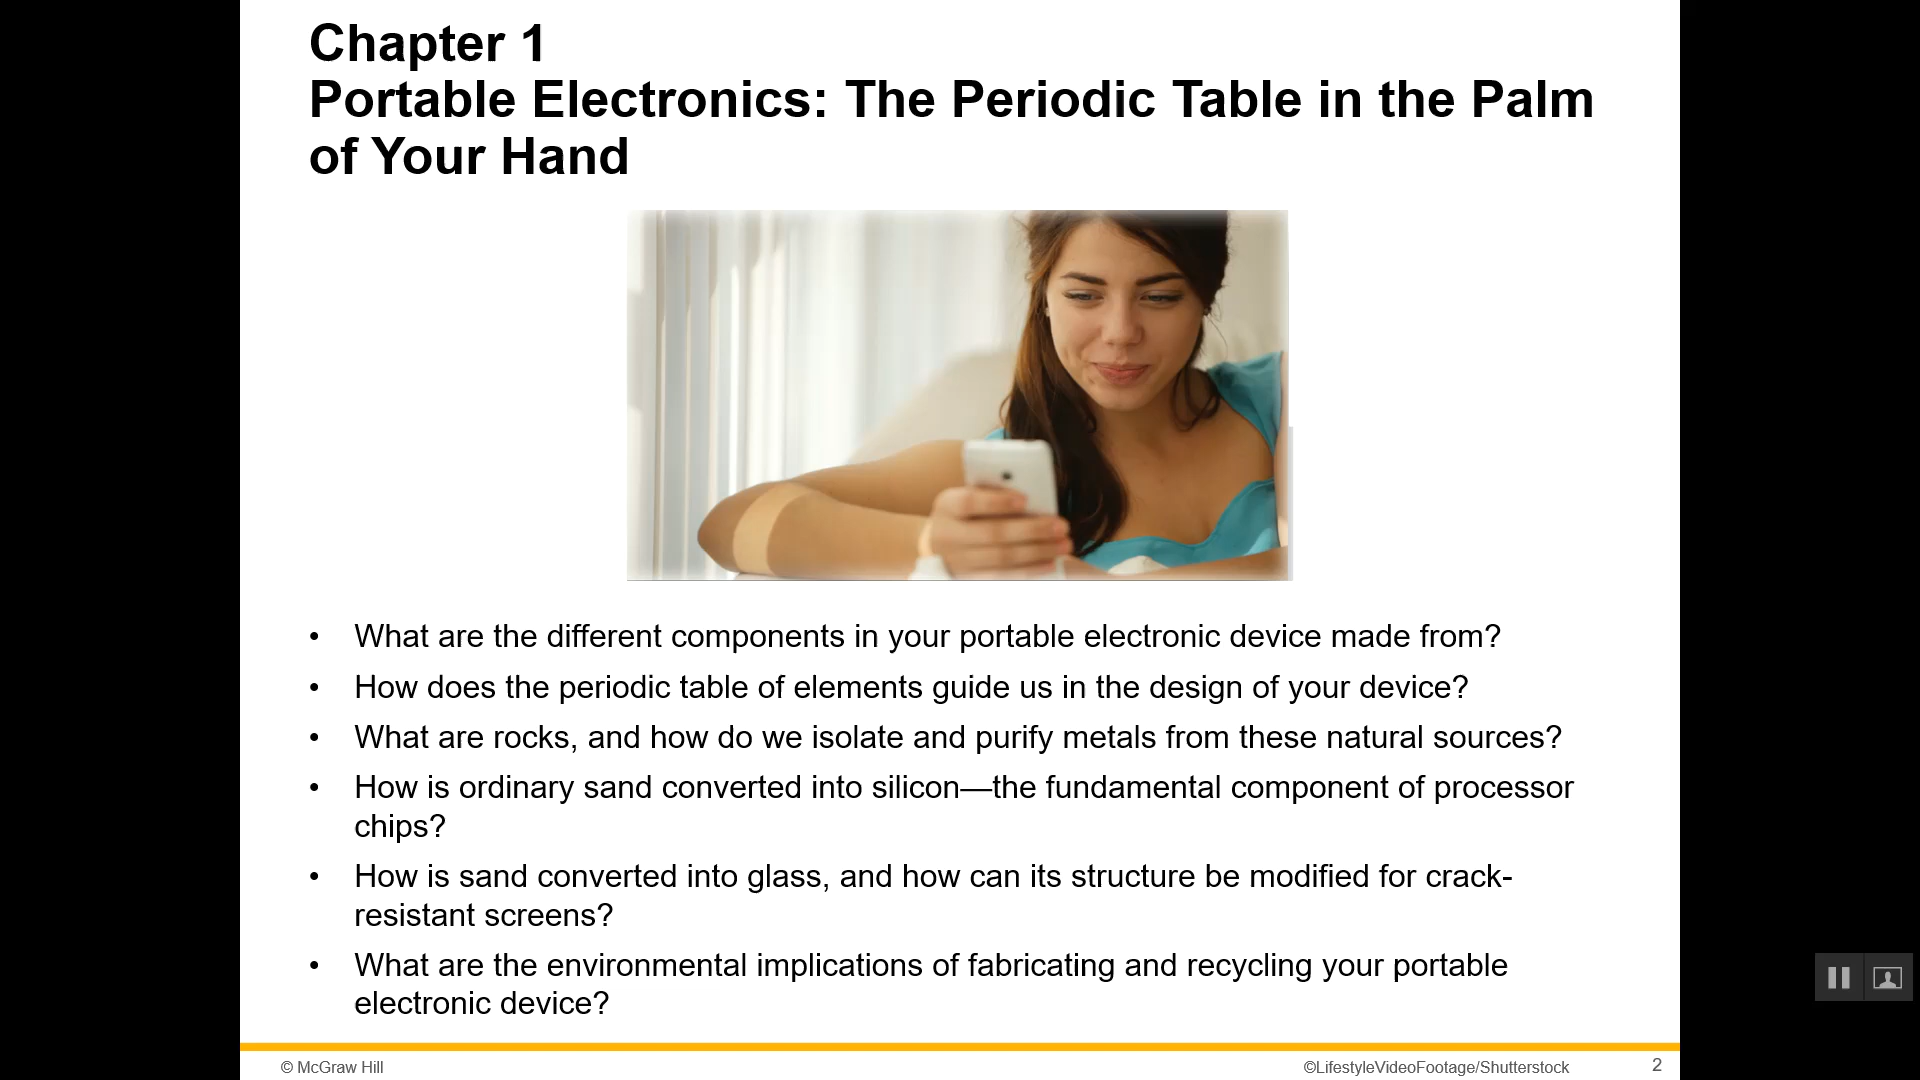 Chapter 1
Portable Electronics: The Periodic Table in the Palm
of Your Hand
• What are the different components in your portable electronic device made from?
• How does the periodic table of elements guide us in the design of your device?
• What are rocks, and how do we isolate and purify metals from these natural sources?
• How is ordinary sand converted into silicon—the fundamental component of processor
chips?
• How is sand converted into glass, and how can its structure be modified for crack-
resistant screens?
• What are the environmental implications of fabricating and recycling your portable
electronic device?
© McGraw Hill
©LifestyleVideoFootage/Shutterstock
2